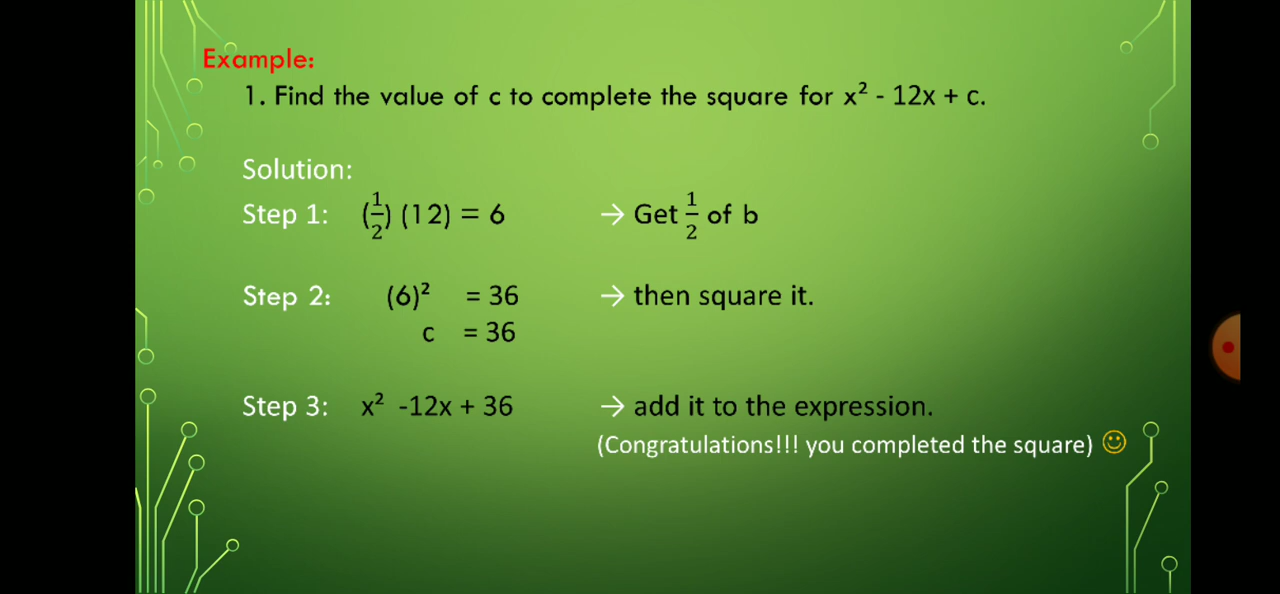 Example:
1. Find the value of c to complete the square for x² - 12x + c.
Solution:
Step 1: (1/2) (12) = 6 → Get 1/2 of b
Step 2: (6)² = 36 → then square it.
c = 36
Step 3: x² -12x + 36 → add it to the expression.
(Congratulations!!! you completed the square) ☺